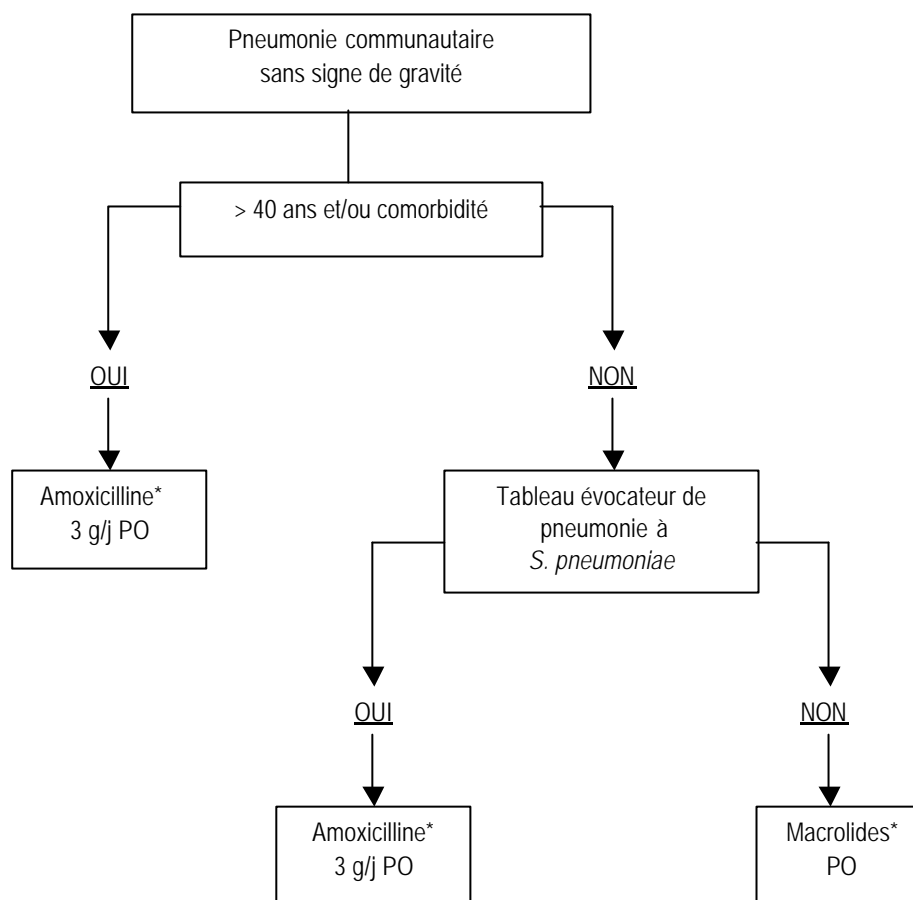 Pneumonie communautaire
sans signe de gravité
> 40 ans et/ou comorbidité
OUI
NON
Amoxicilline*
3 g/j PO
Tableau évocateur de
pneumonie à
S. pneumoniae
OUI
NON
Amoxicilline*
3 g/j PO
Macrolides*
PO